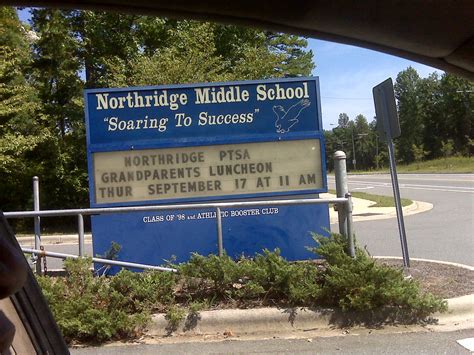 Northridge Middle School
"Soaring To Success"
NORTHRIDGE PTSA
GRANDPARENTS LUNCHEON
THUR SEPTEMBER 17 AT 11 AM
CLASS OF '98 AND ATHLETIC BOOSTER CLUB